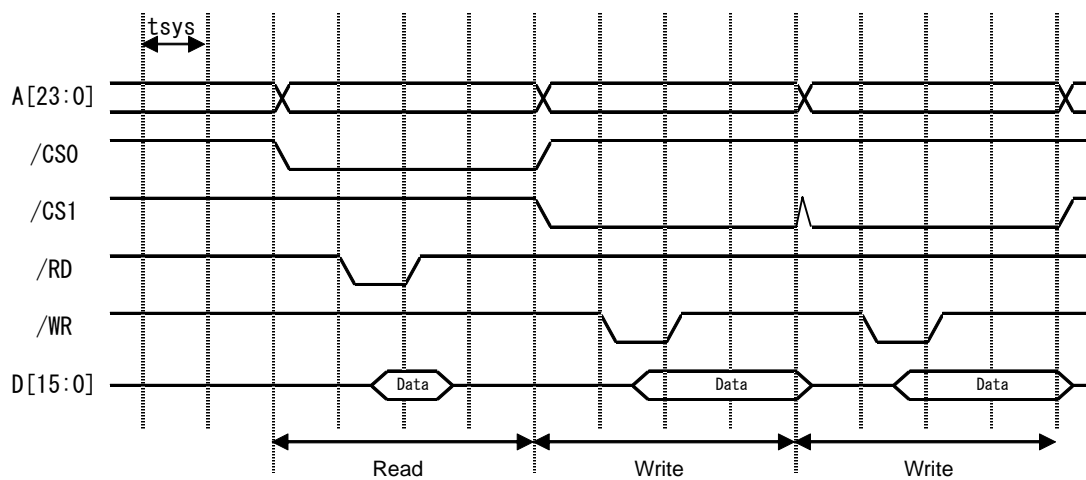 tsys
A[23:0]
/CS0
/CS1
/RD
/WR
D[15:0]
Data
Data
Data
Read
Write
Write